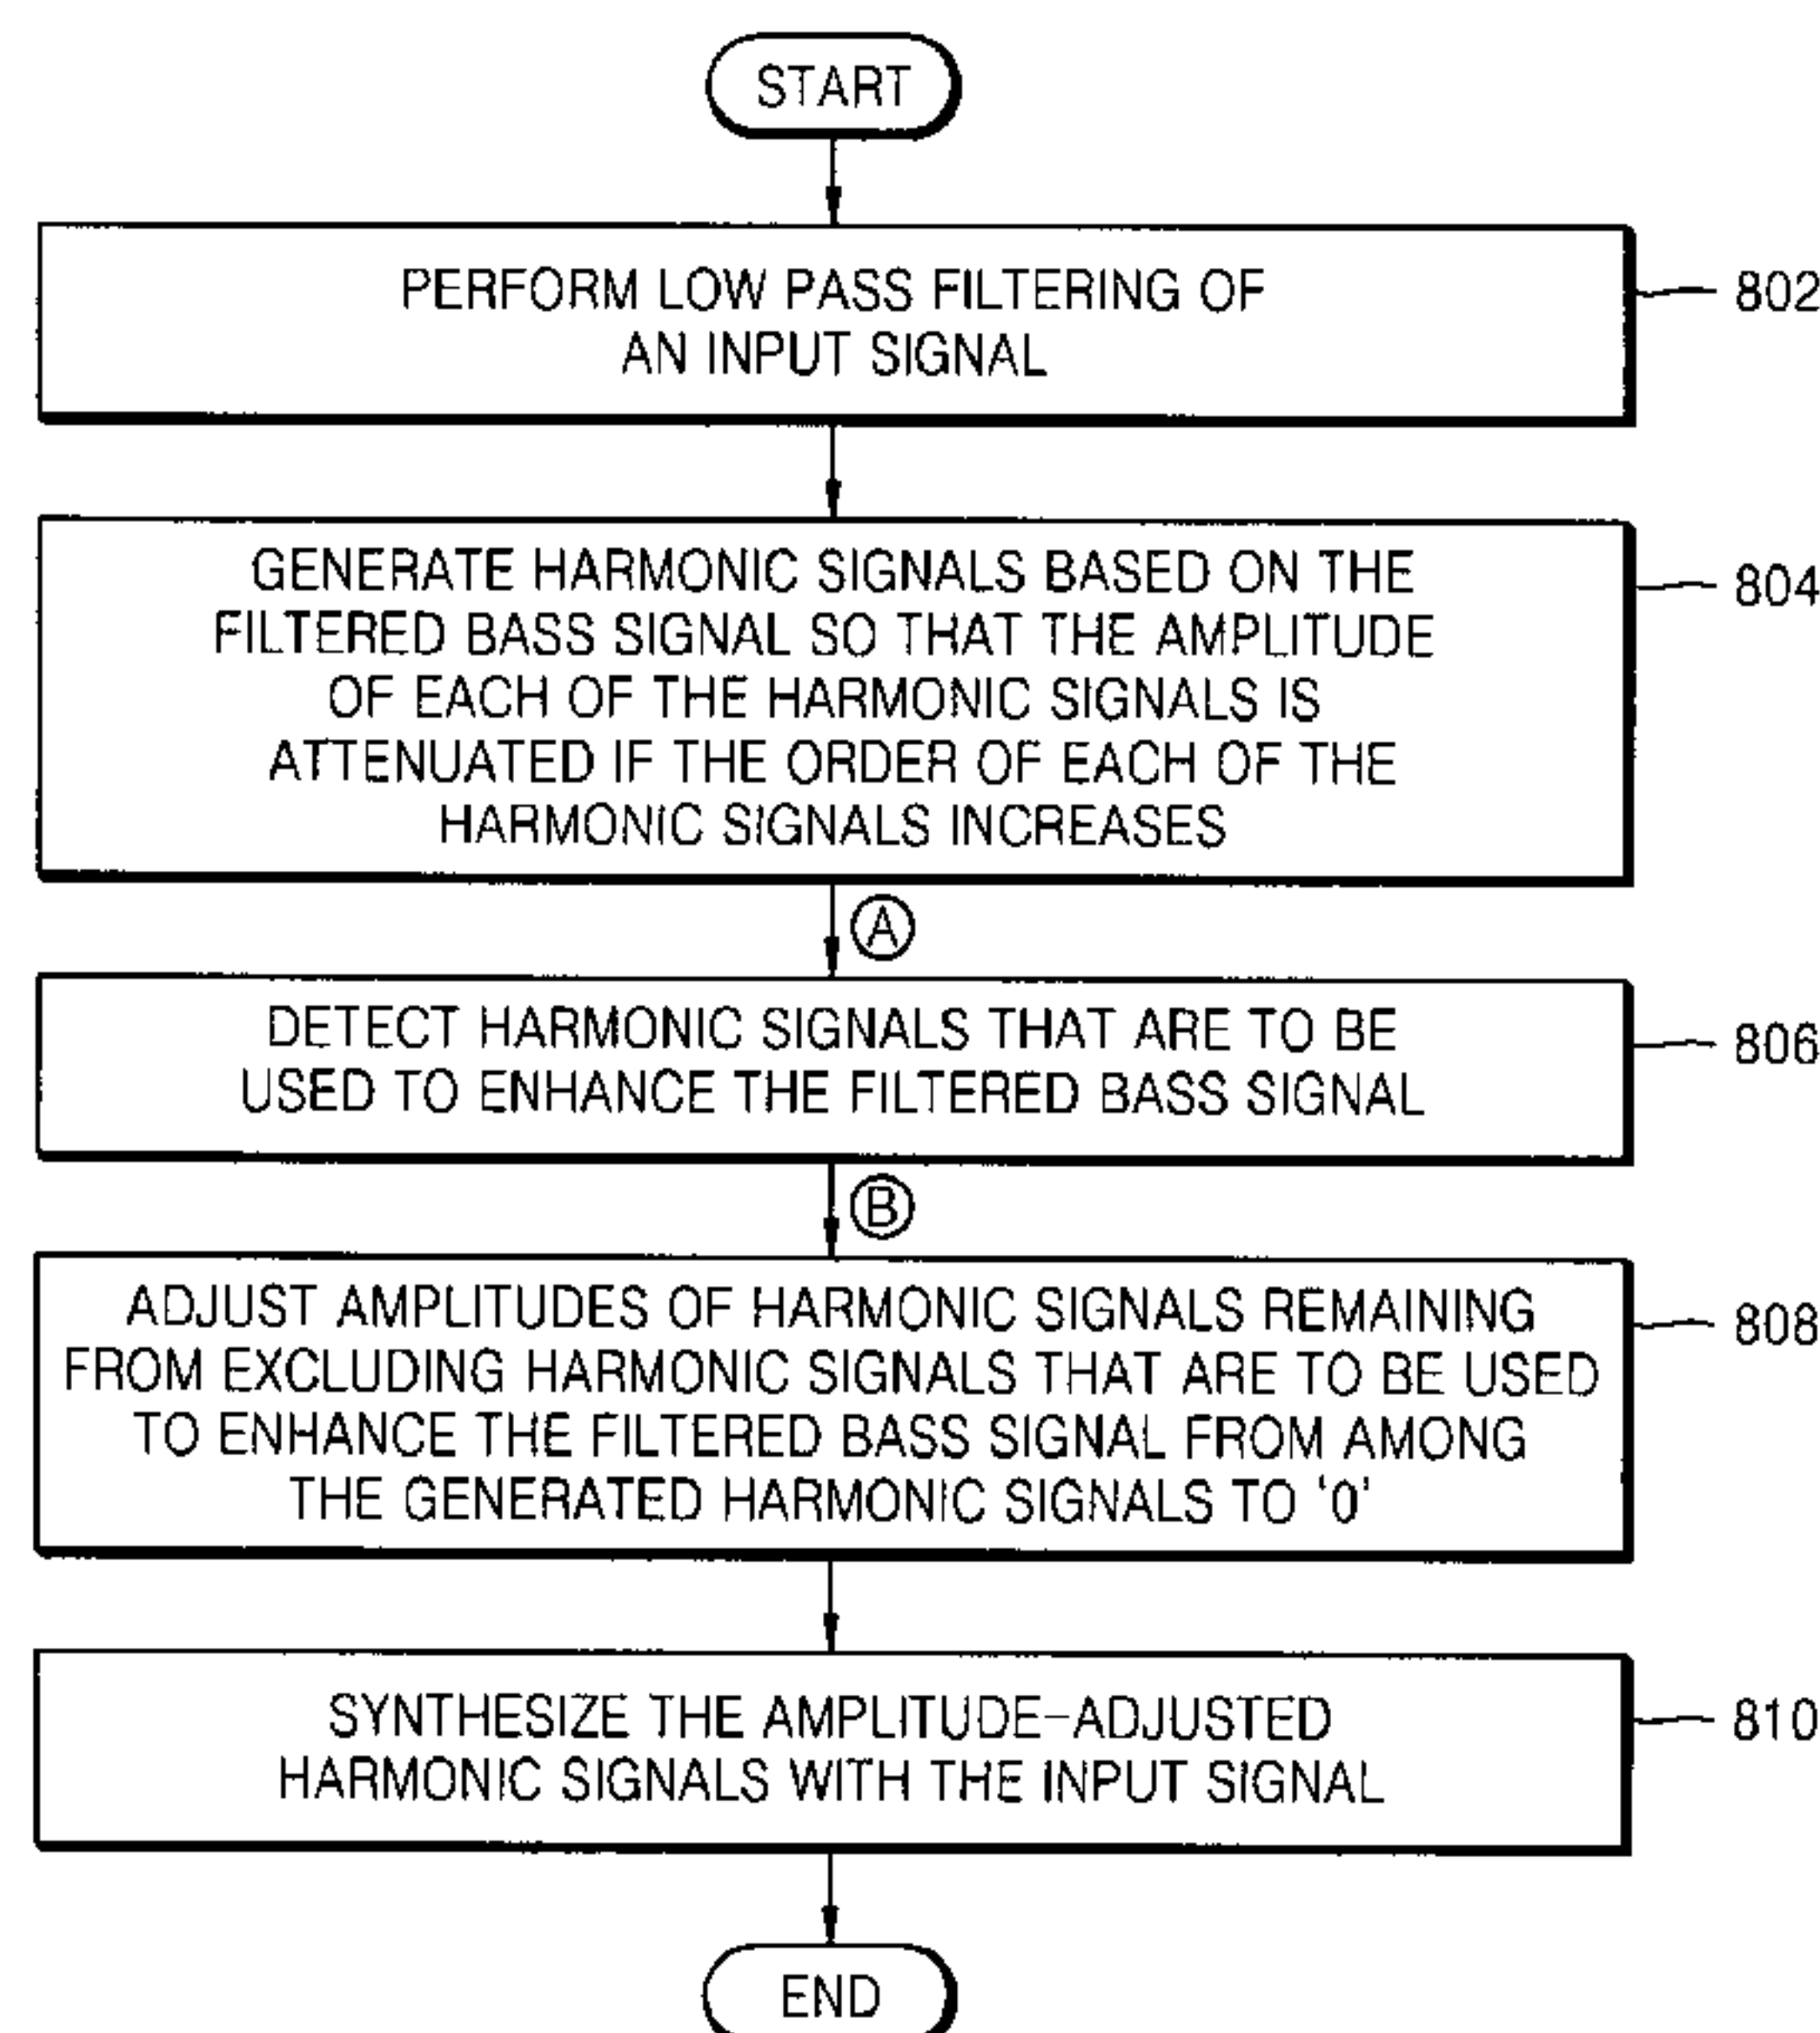 START
PERFORM LOW PASS FILTERING OF
AN INPUT SIGNAL
802
GENERATE HARMONIC SIGNALS BASED ON THE
FILTERED BASS SIGNAL SO THAT THE AMPLITUDE
OF EACH OF THE HARMONIC SIGNALS IS
ATTENUATED IF THE ORDER OF EACH OF THE
HARMONIC SIGNALS INCREASES
804
A
DETECT HARMONIC SIGNALS THAT ARE TO BE
USED TO ENHANCE THE FILTERED BASS SIGNAL
806
B
ADJUST AMPLITUDES OF HARMONIC SIGNALS REMAINING
FROM EXCLUDING HARMONIC SIGNALS THAT ARE TO BE USED
TO ENHANCE THE FILTERED BASS SIGNAL FROM AMONG
THE GENERATED HARMONIC SIGNALS TO ‘0’
808
SYNTHESIZE THE AMPLITUDE-ADJUSTED
HARMONIC SIGNALS WITH THE INPUT SIGNAL
810
END